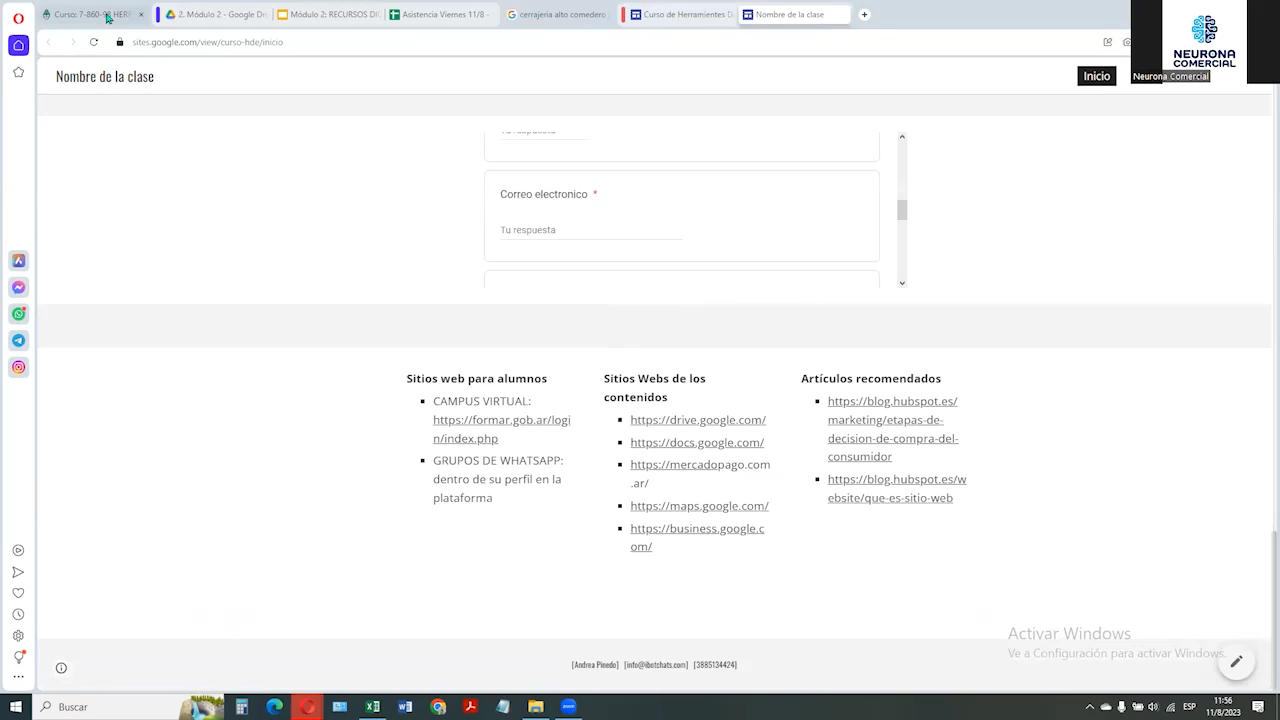 Curso: 7-860-98 HERE
2. Módulo 2 - Google Dr
Módulo 2: RECURSOS DIG
Asistencia Viernes 11/8 -
cerrajeria alto comedero
Curso de Herramientas D
Nombre de la clase
sites.google.com/view/curso-hde/inicio
NEURONA
COMERCIAL
Neurona Comercial
Nombre de la clase
Inicio
Tu respuesta
Correo electronico *
Tu respuesta
Sitios web para alumnos
CAMPUS VIRTUAL:
https://formar.gob.ar/logi
n/index.php
GRUPOS DE WHATSAPP:
dentro de su perfil en la
plataforma
Sitios Webs de los
contenidos
https://drive.google.com/
https://docs.google.com/
https://mercadopago.com
.ar/
https://maps.google.com/
https://business.google.c
om/
Artículos recomendados
https://blog.hubspot.es/
marketing/etapas-de-
decision-de-compra-del-
consumidor
https://blog.hubspot.es/w
ebsite/que-es-sitio-web
Activar Windows
Ve a Configuración para activar Windows.
[Andrea Pinedo] [info@ibotchats.com] [3885134424]
Buscar
ESP
11:56
11/8/2023